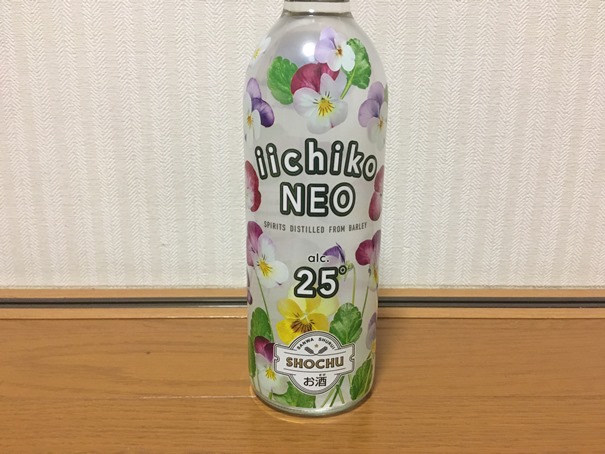 iichiko
NEO
SPIRITS DISTILLED FROM BARLEY
alc.
25°
SANWA SHURUI
SHOCHU
お酒